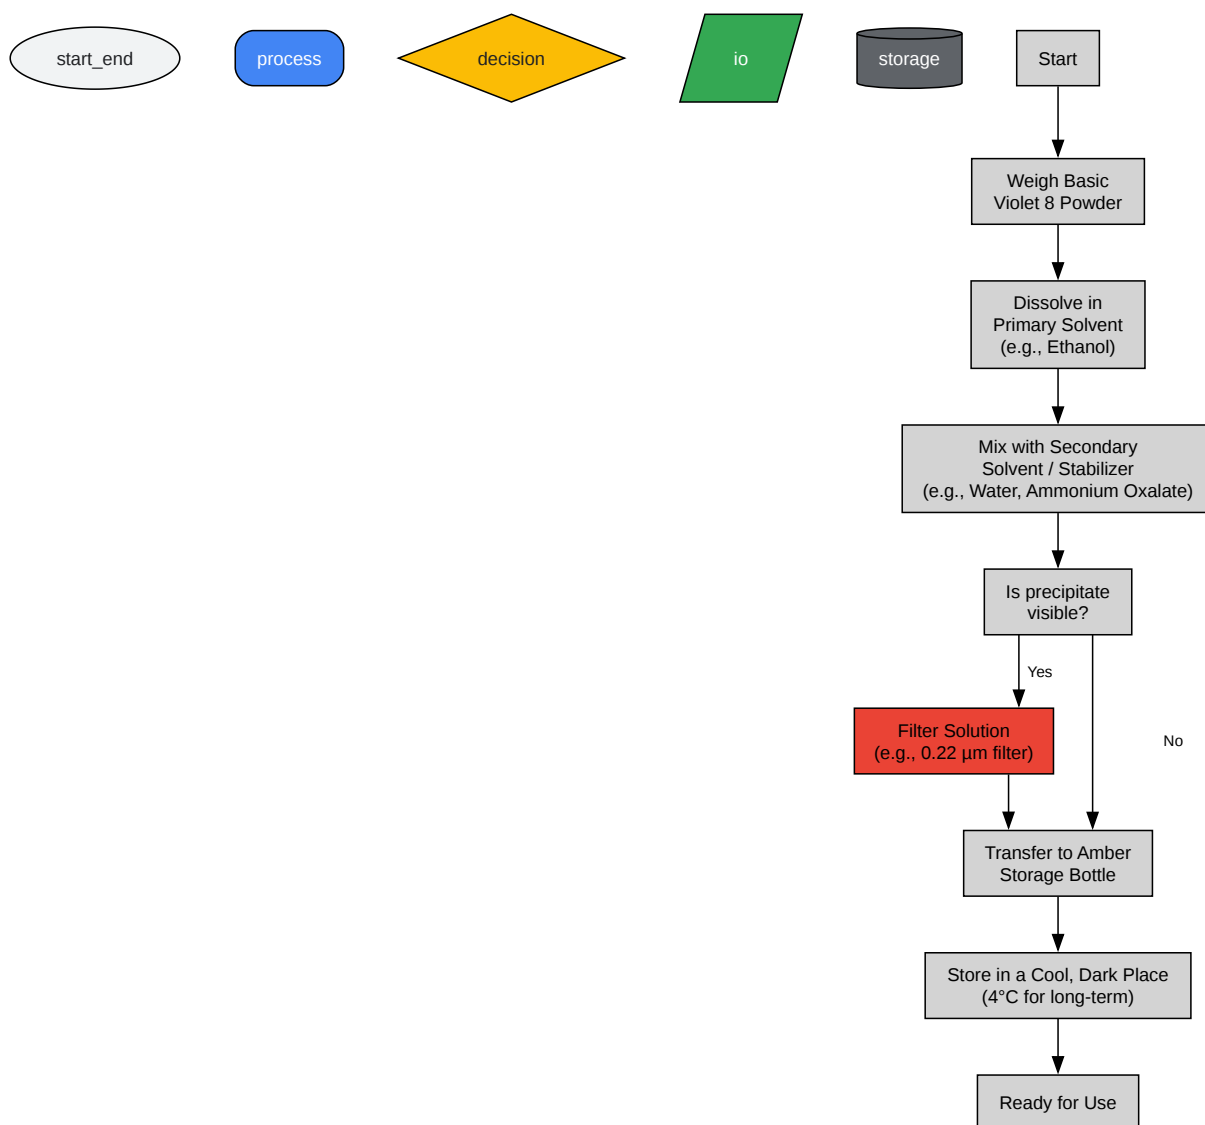 start_end
process
decision
io
storage
Start
Weigh Basic
Violet 8 Powder
Dissolve in
Primary Solvent
(e.g., Ethanol)
Mix with Secondary
Solvent / Stabilizer
(e.g., Water, Ammonium Oxalate)
Is precipitate
visible?
Yes
Filter Solution
(e.g., 0.22 µm filter)
No
Transfer to Amber
Storage Bottle
Store in a Cool, Dark Place
(4°C for long-term)
Ready for Use